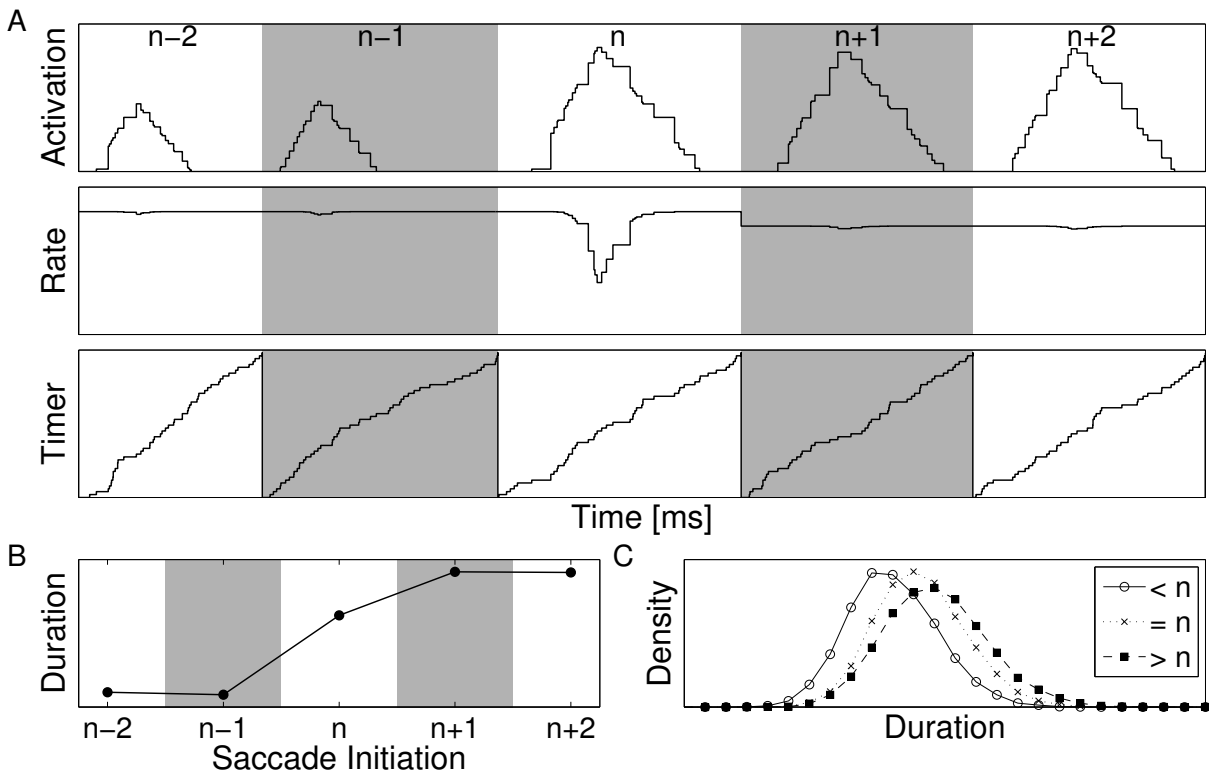 A
Activation
n−2
n−1
n
n+1
n+2
Rate
Timer
Time [ms]
B
Duration
n−2
n−1
n
n+1
n+2
Saccade Initiation
C
Density
< n
= n
> n
Duration